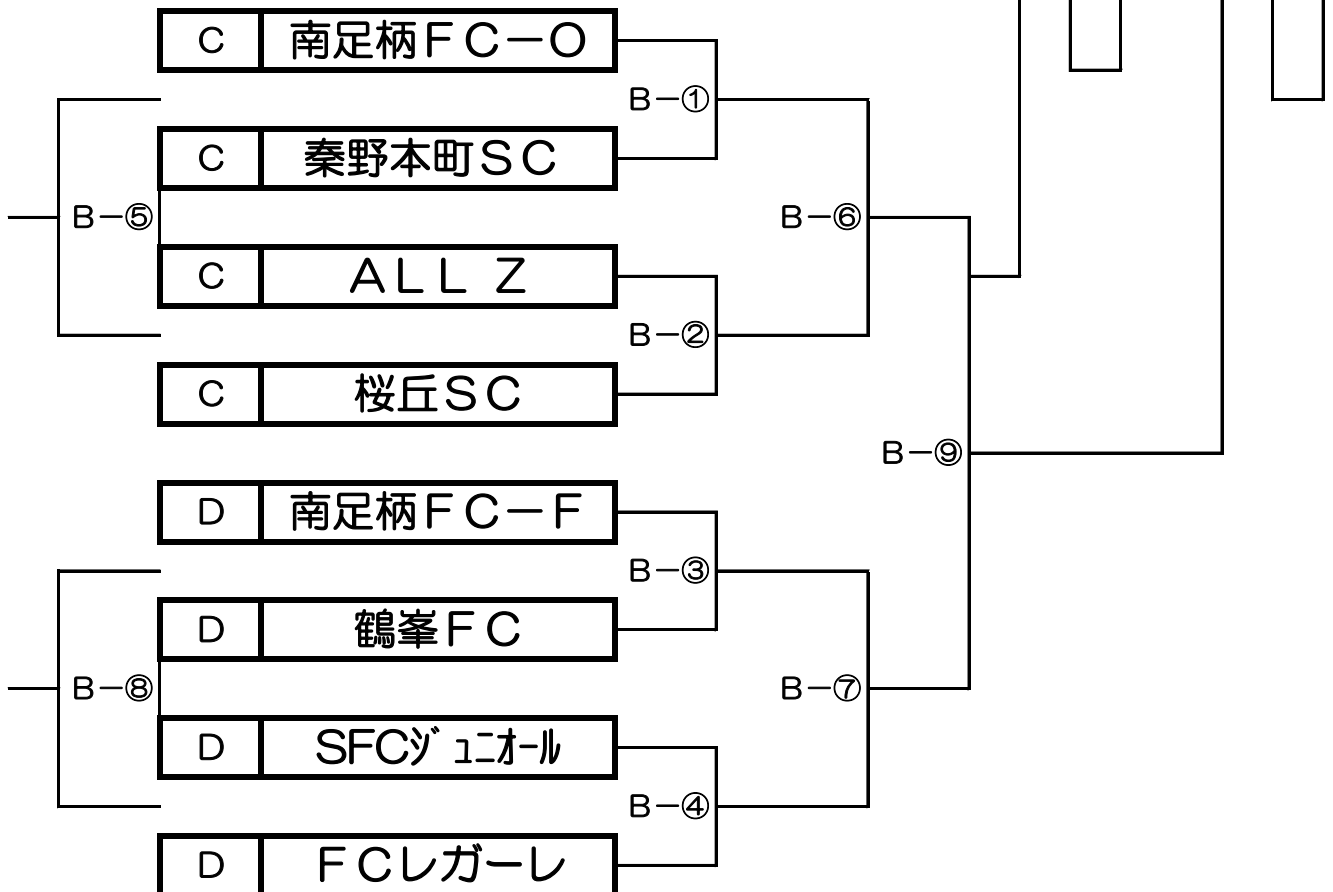 C 南足柄ＦＣ－Ｏ
B－①
C 秦野本町ＳＣ
B－⑤
B－⑥
C ＡＬＬ Ｚ
B－②
C 桜丘ＳＣ
B－⑨
D 南足柄ＦＣ－Ｆ
B－③
D 鶴峯ＦＣ
B－⑧
B－⑦
D SFCｼﾞｭﾆｵｰﾙ
B－④
D ＦＣレガーレ